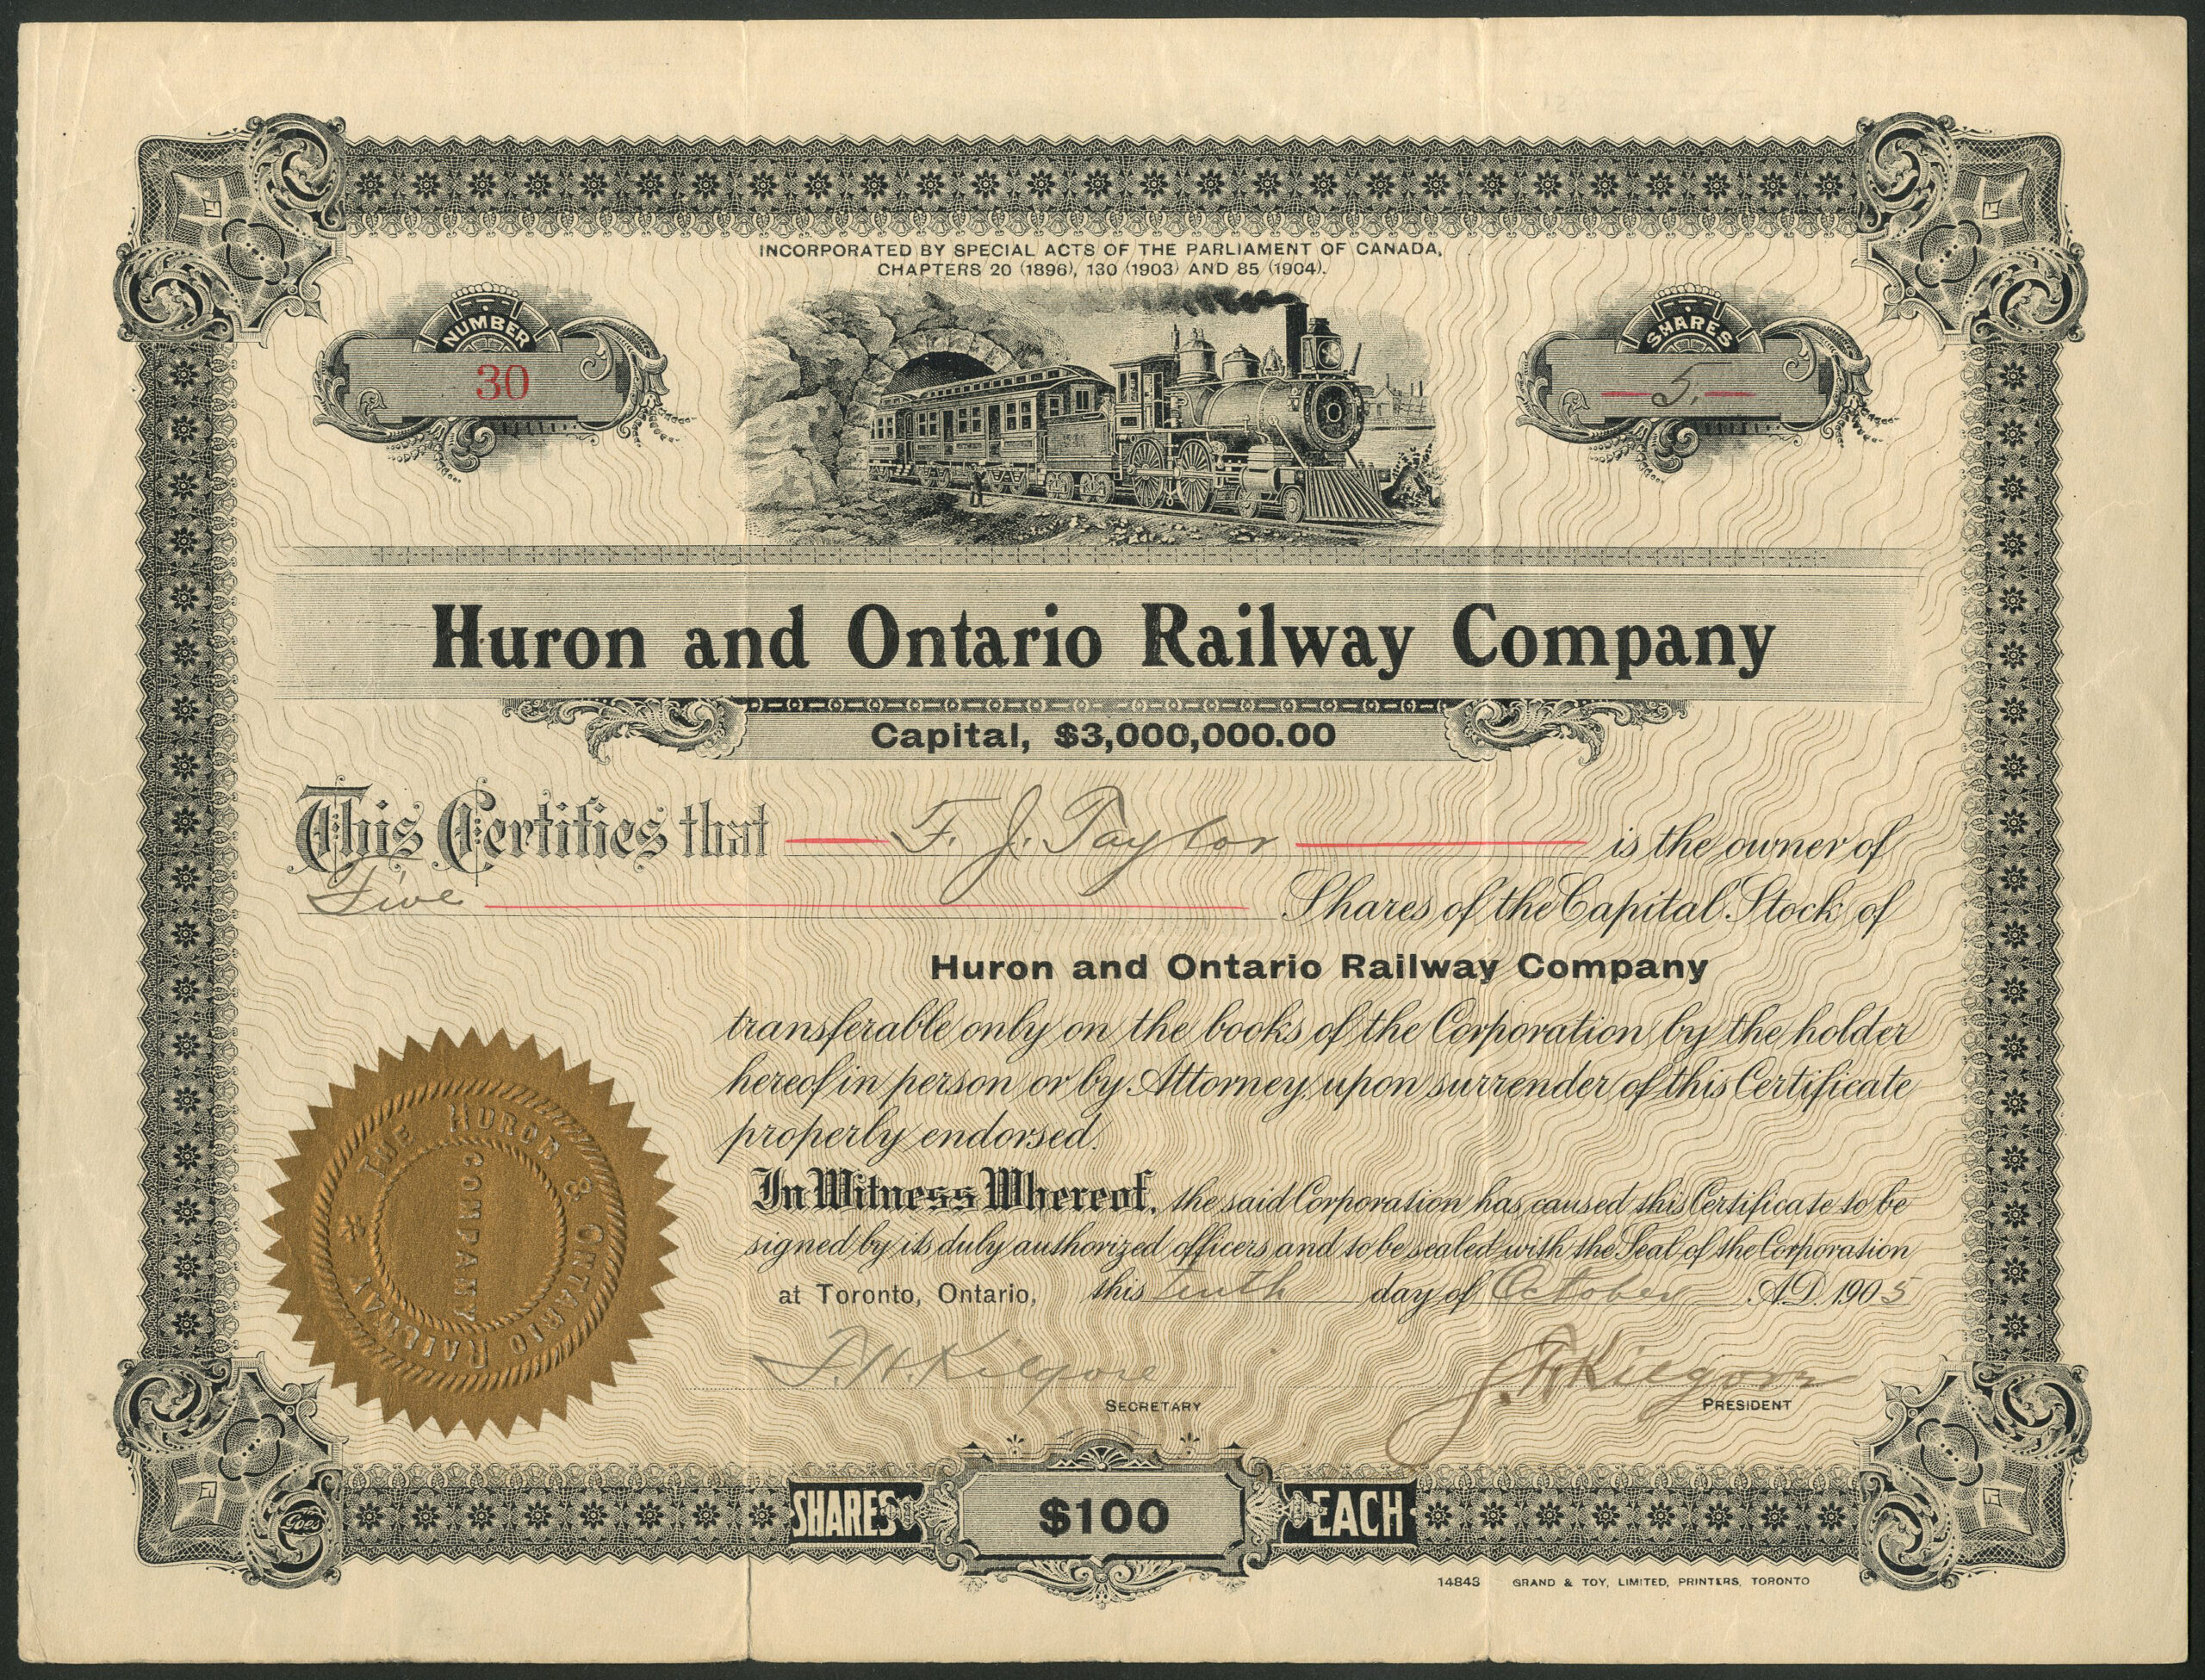 INCORPORATED BY SPECIAL ACTS OF THE PARLIAMENT OF CANADA,
CHAPTERS 20 (1896), 130 (1903) AND 85 (1904).
NUMBER
30
SHARES
5.
Huron and Ontario Railway Company
Capital, $3,000,000.00
This Certifies that F. J. Taylor is the owner of
Five Shares of the Capital Stock of
Huron and Ontario Railway Company
transferable only on the books of the Corporation by the holder
hereof in person or by Attorney upon surrender of this Certificate
properly endorsed.
In Witness Whereof, the said Corporation has caused this Certificate to be
signed by its duly authorized officers and to be sealed with the Seal of the Corporation
at Toronto, Ontario, this tenth day of October A.D. 1905
THE HURON & ONTARIO RAILWAY
COMPANY
Kilgore
SECRETARY
Kilgore
PRESIDENT
SHARES $100 EACH
Goes
14843 GRAND & TOY, LIMITED, PRINTERS, TORONTO